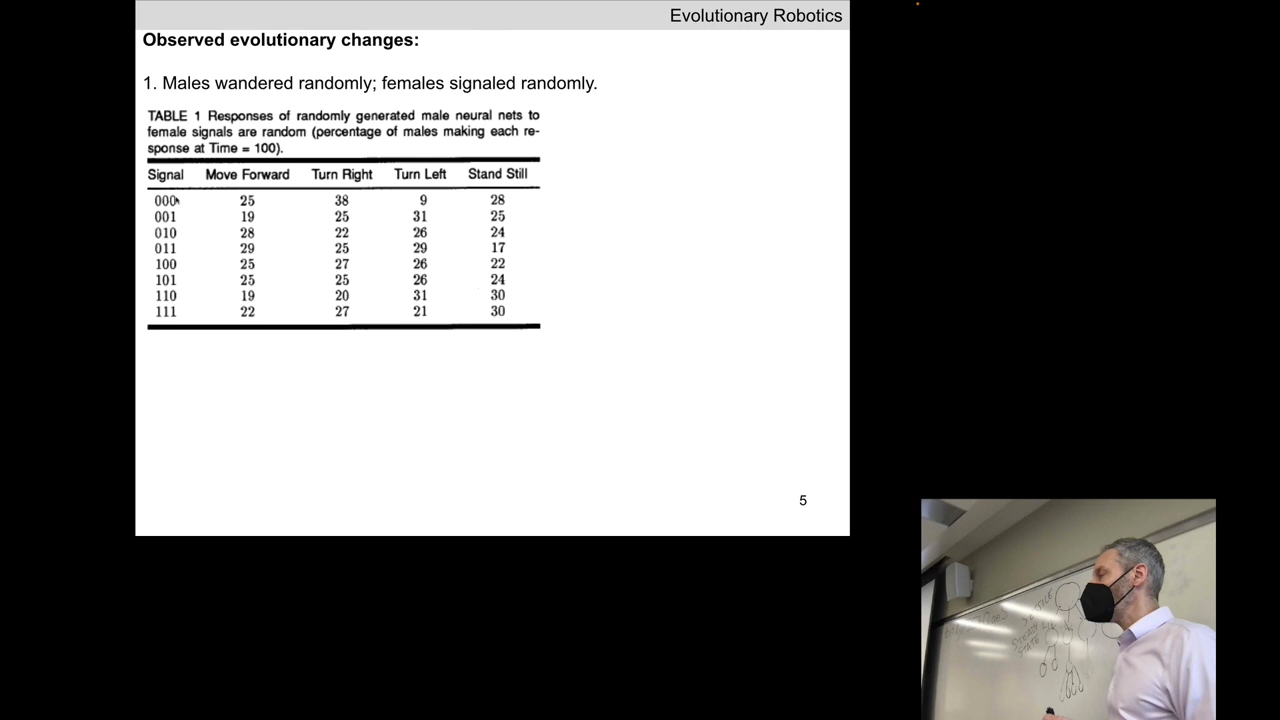 Evolutionary Robotics
Observed evolutionary changes:
1. Males wandered randomly; females signaled randomly.
TABLE 1 Responses of randomly generated male neural nets to
female signals are random (percentage of males making each re-
sponse at Time = 100).
Signal Move Forward Turn Right Turn Left Stand Still
000 25 38 9 28
001 19 25 31 25
010 28 22 26 24
011 29 25 29 17
100 25 27 26 22
101 25 25 26 24
110 19 20 31 30
111 22 27 21 30
5
STATE